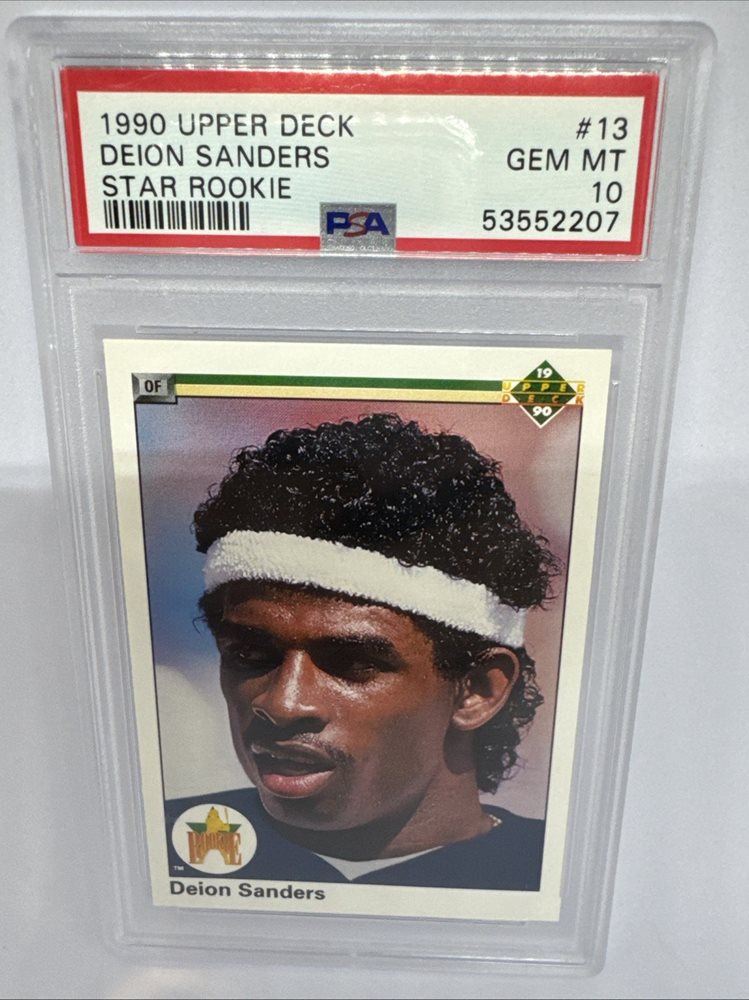 1990 UPPER DECK #13
DEION SANDERS GEM MT
STAR ROOKIE 10
53552207
PSA
OF
19
UPPER
DECK
90
ROOKIE
TM
Deion Sanders